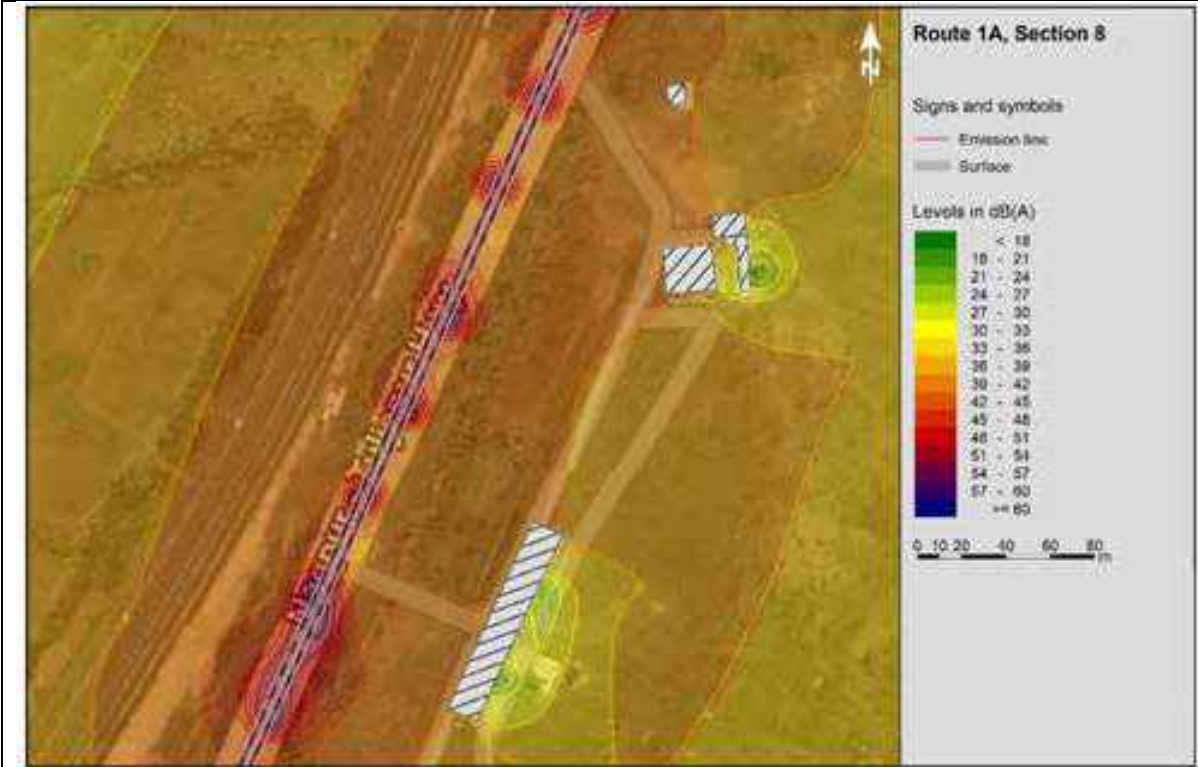 Route 1A, Section 8
Signs and symbols
Emission line
Surface
Levels in dB(A)
< 18
18 - 21
21 - 24
24 - 27
27 - 30
30 - 33
33 - 36
36 - 39
39 - 42
42 - 45
45 - 48
48 - 51
51 - 54
54 - 57
57 - 60
>= 60
0 10 20 40 60 80
m